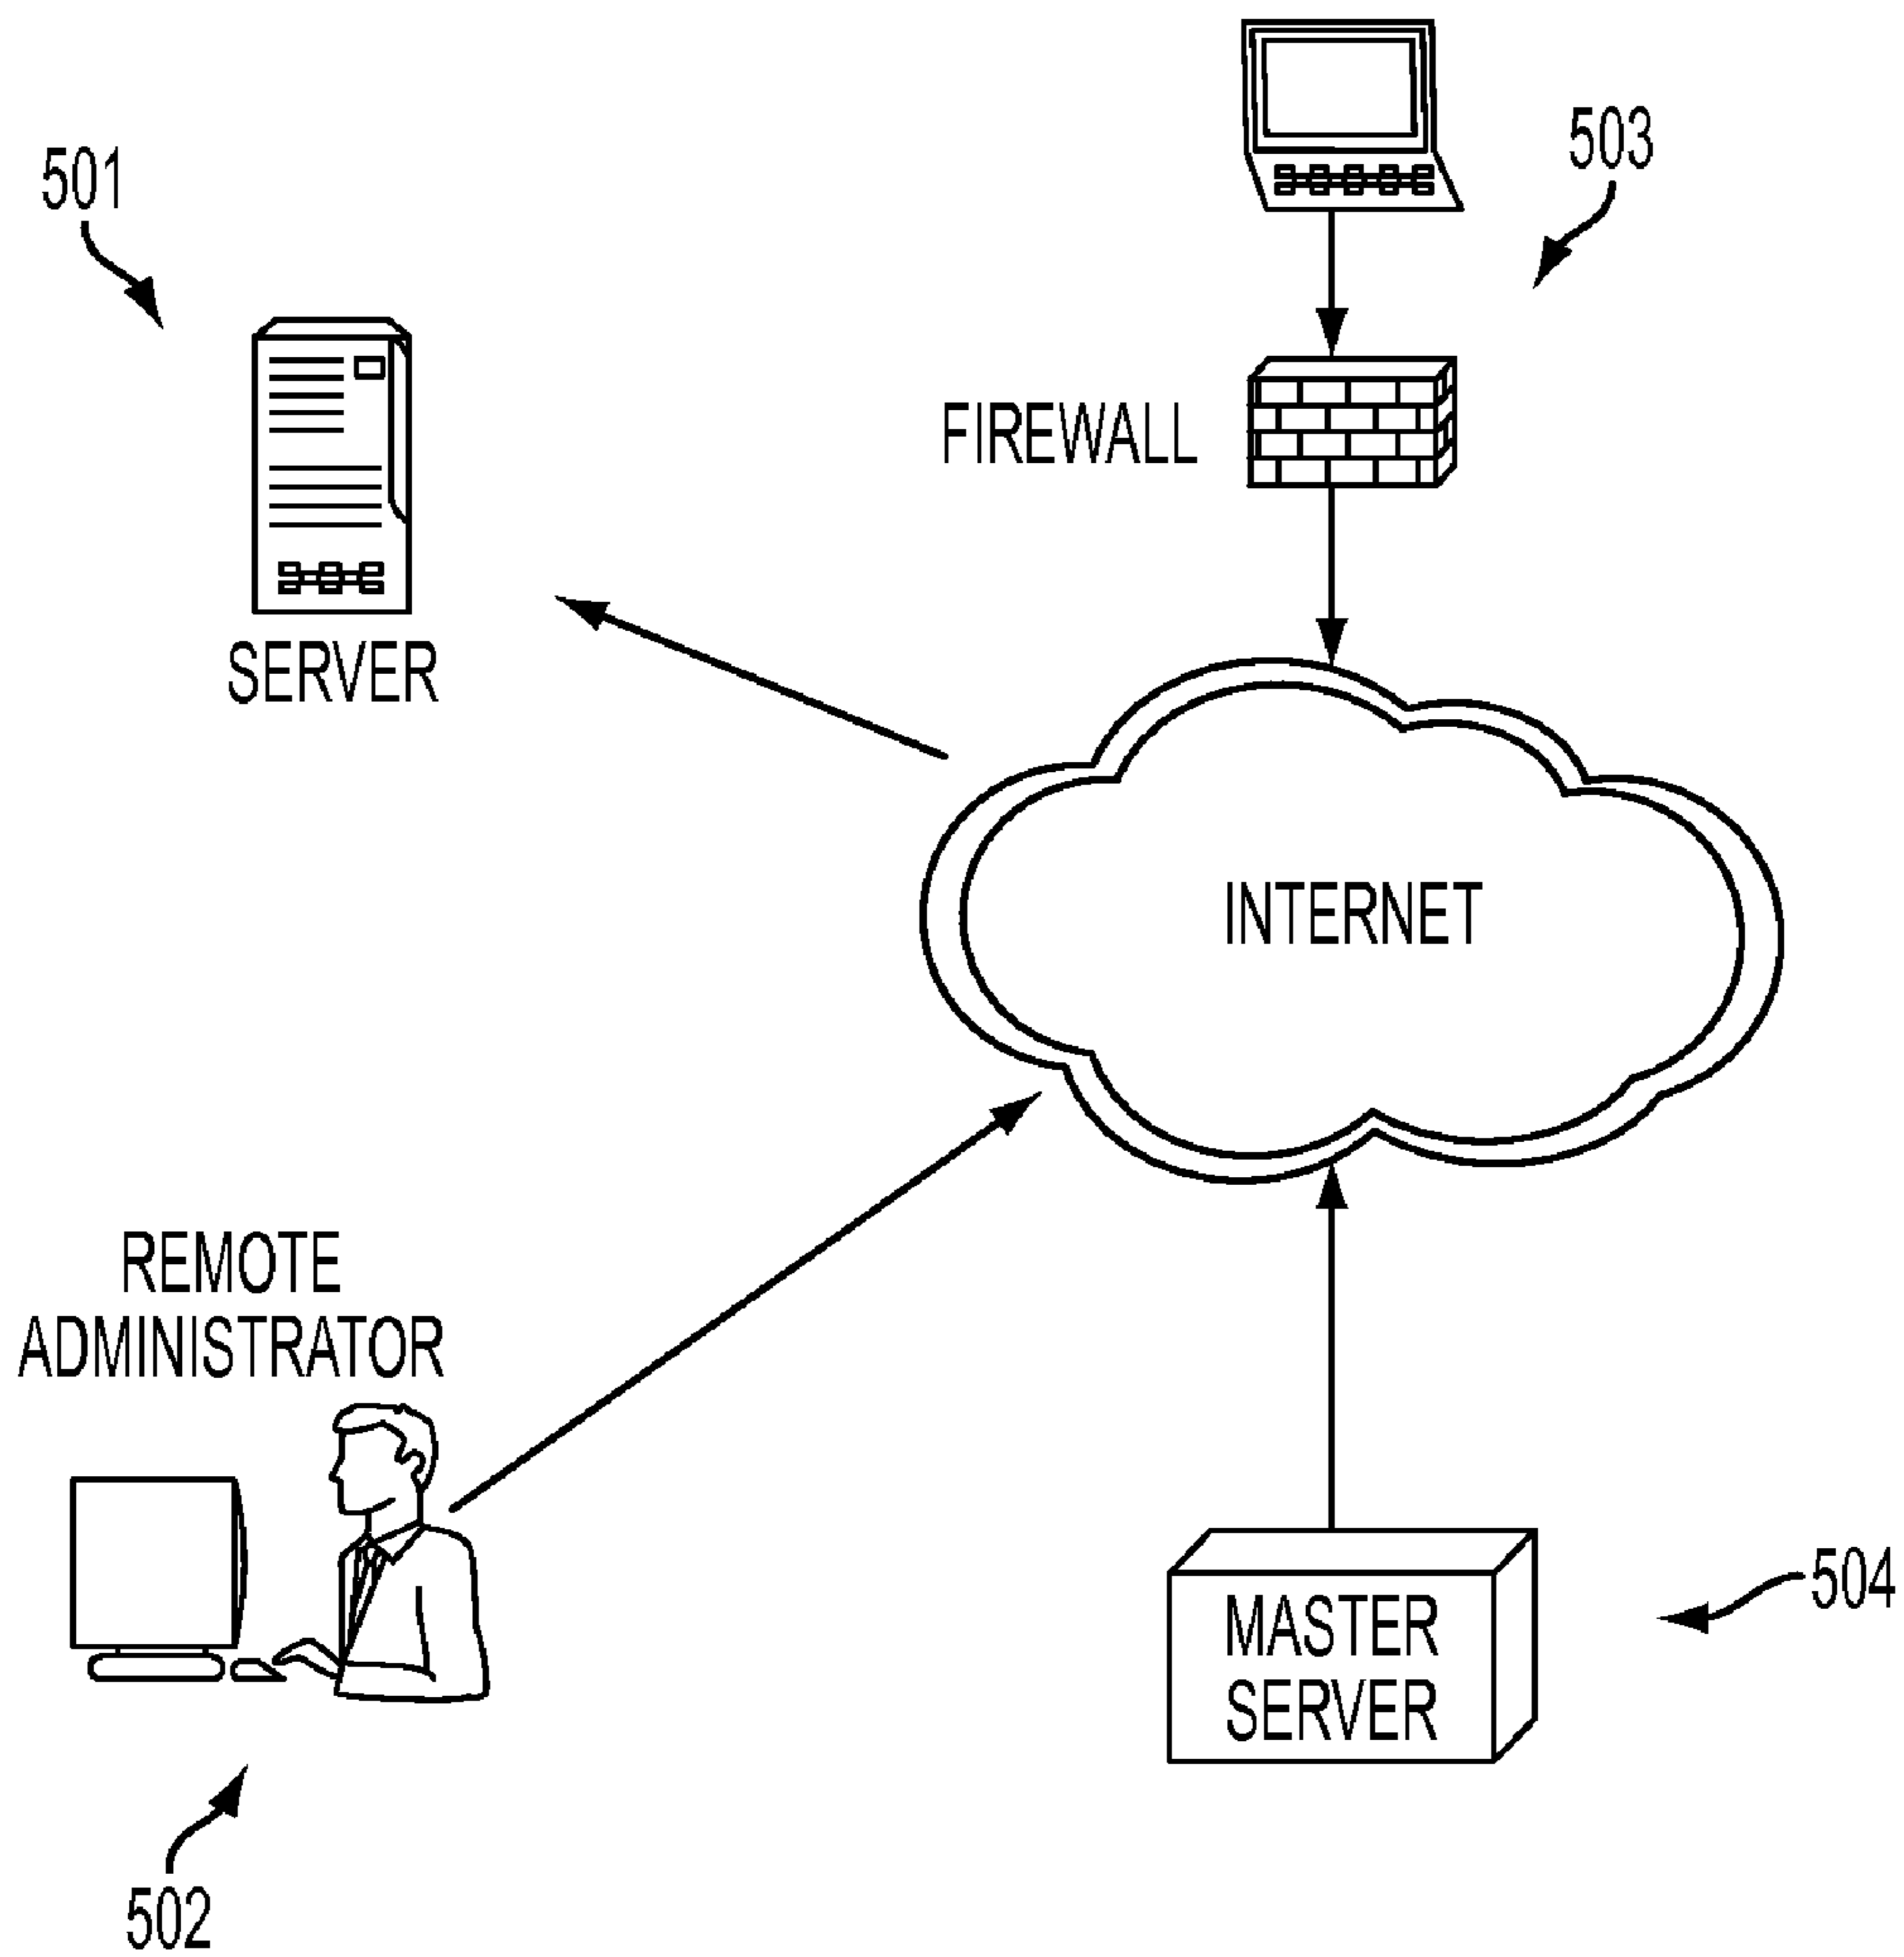 503
501
FIREWALL
SERVER
INTERNET
REMOTE
ADMINISTRATOR
MASTER
SERVER
504
502